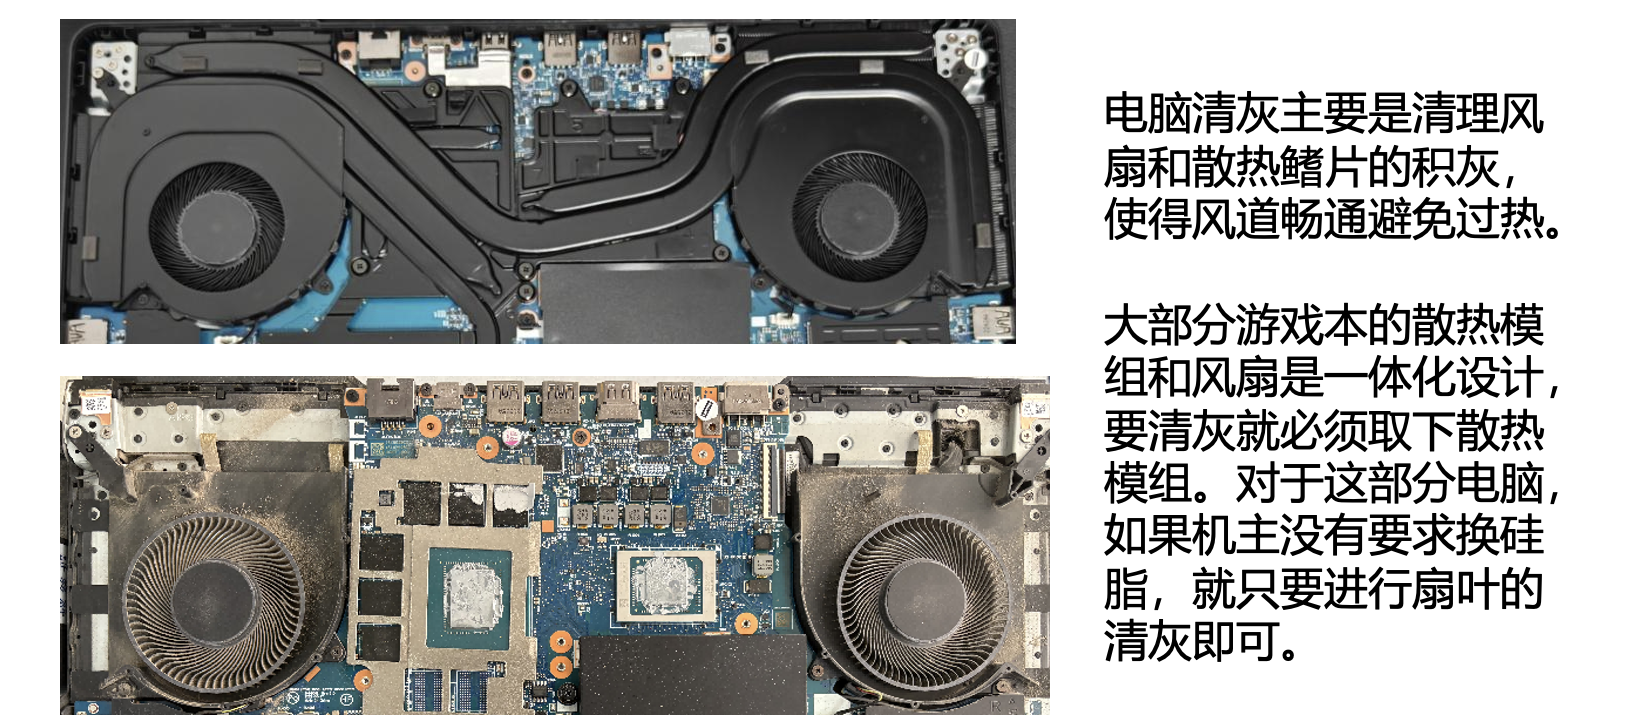 电脑清灰主要是清理风
扇和散热鳍片的积灰，
使得风道畅通避免过热。
大部分游戏本的散热模
组和风扇是一体化设计，
要清灰就必须取下散热
模组。对于这部分电脑，
如果机主没有要求换硅
脂，就只要进行扇叶的
清灰即可。